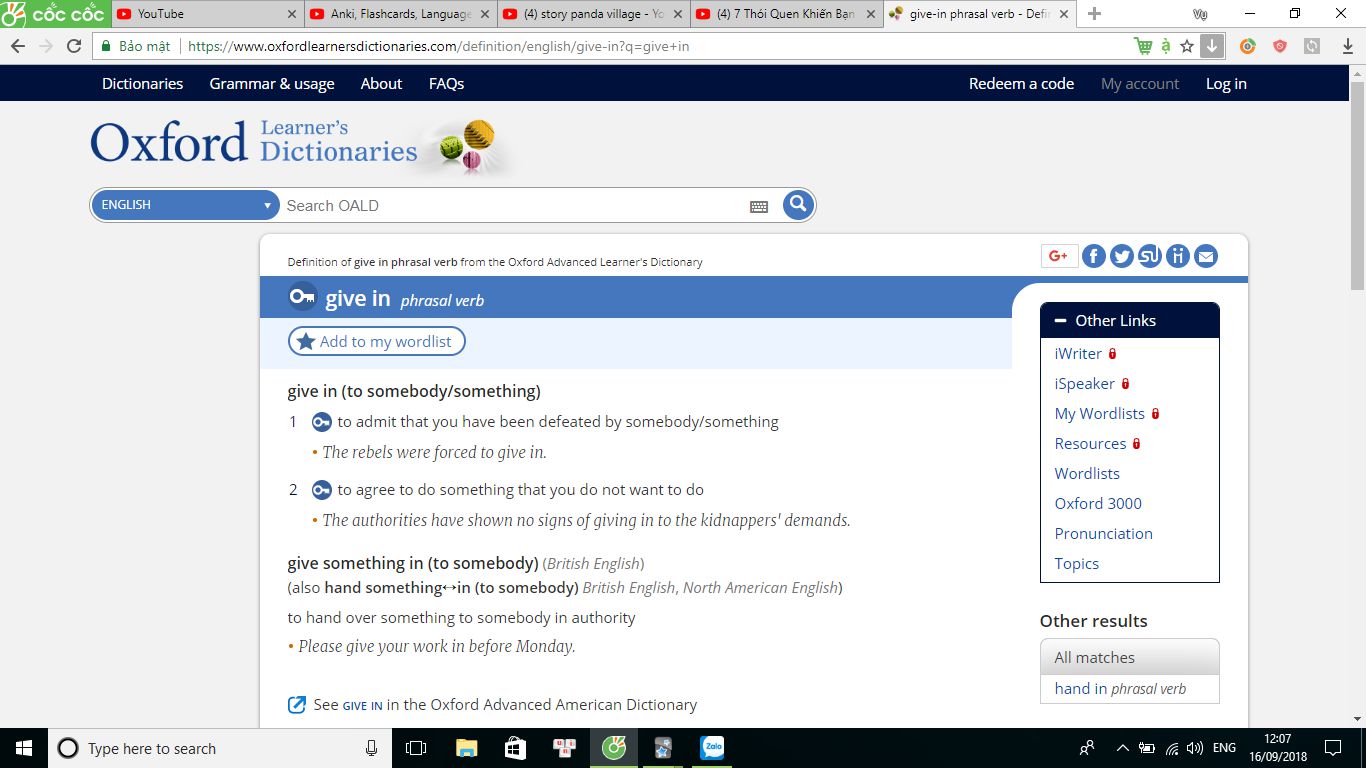 cốc cốc
YouTube
Anki, Flashcards, Language
(4) story panda village - Yo
(4) 7 Thói Quen Khiến Bạn
give-in phrasal verb - Defin
Vụ
Bảo mật
https://www.oxfordlearnersdictionaries.com/definition/english/give-in?q=give+in
Dictionaries Grammar & usage About FAQs Redeem a code My account Log in
Oxford Learner's Dictionaries
ENGLISH Search OALD
Definition of give in phrasal verb from the Oxford Advanced Learner's Dictionary
give in phrasal verb
Add to my wordlist
give in (to somebody/something)
1 to admit that you have been defeated by somebody/something
• The rebels were forced to give in.
2 to agree to do something that you do not want to do
• The authorities have shown no signs of giving in to the kidnappers' demands.
give something in (to somebody) (British English)
(also hand something↔in (to somebody) British English, North American English)
to hand over something to somebody in authority
• Please give your work in before Monday.
See GIVE IN in the Oxford Advanced American Dictionary
G+
Other Links
iWriter
iSpeaker
My Wordlists
Resources
Wordlists
Oxford 3000
Pronunciation
Topics
Other results
All matches
hand in phrasal verb
Type here to search
Zalo
ENG
12:07
16/09/2018